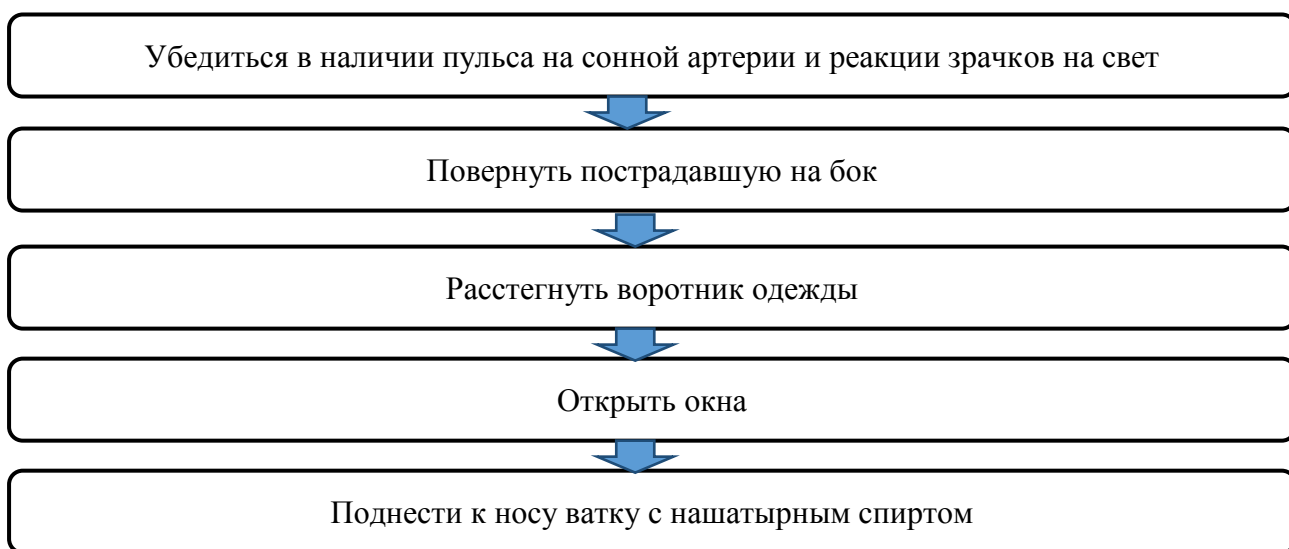 Убедиться в наличии пульса на сонной артерии и реакции зрачков на свет
Повернуть пострадавшую на бок
Расстегнуть воротник одежды
Открыть окна
Поднести к носу ватку с нашатырным спиртом